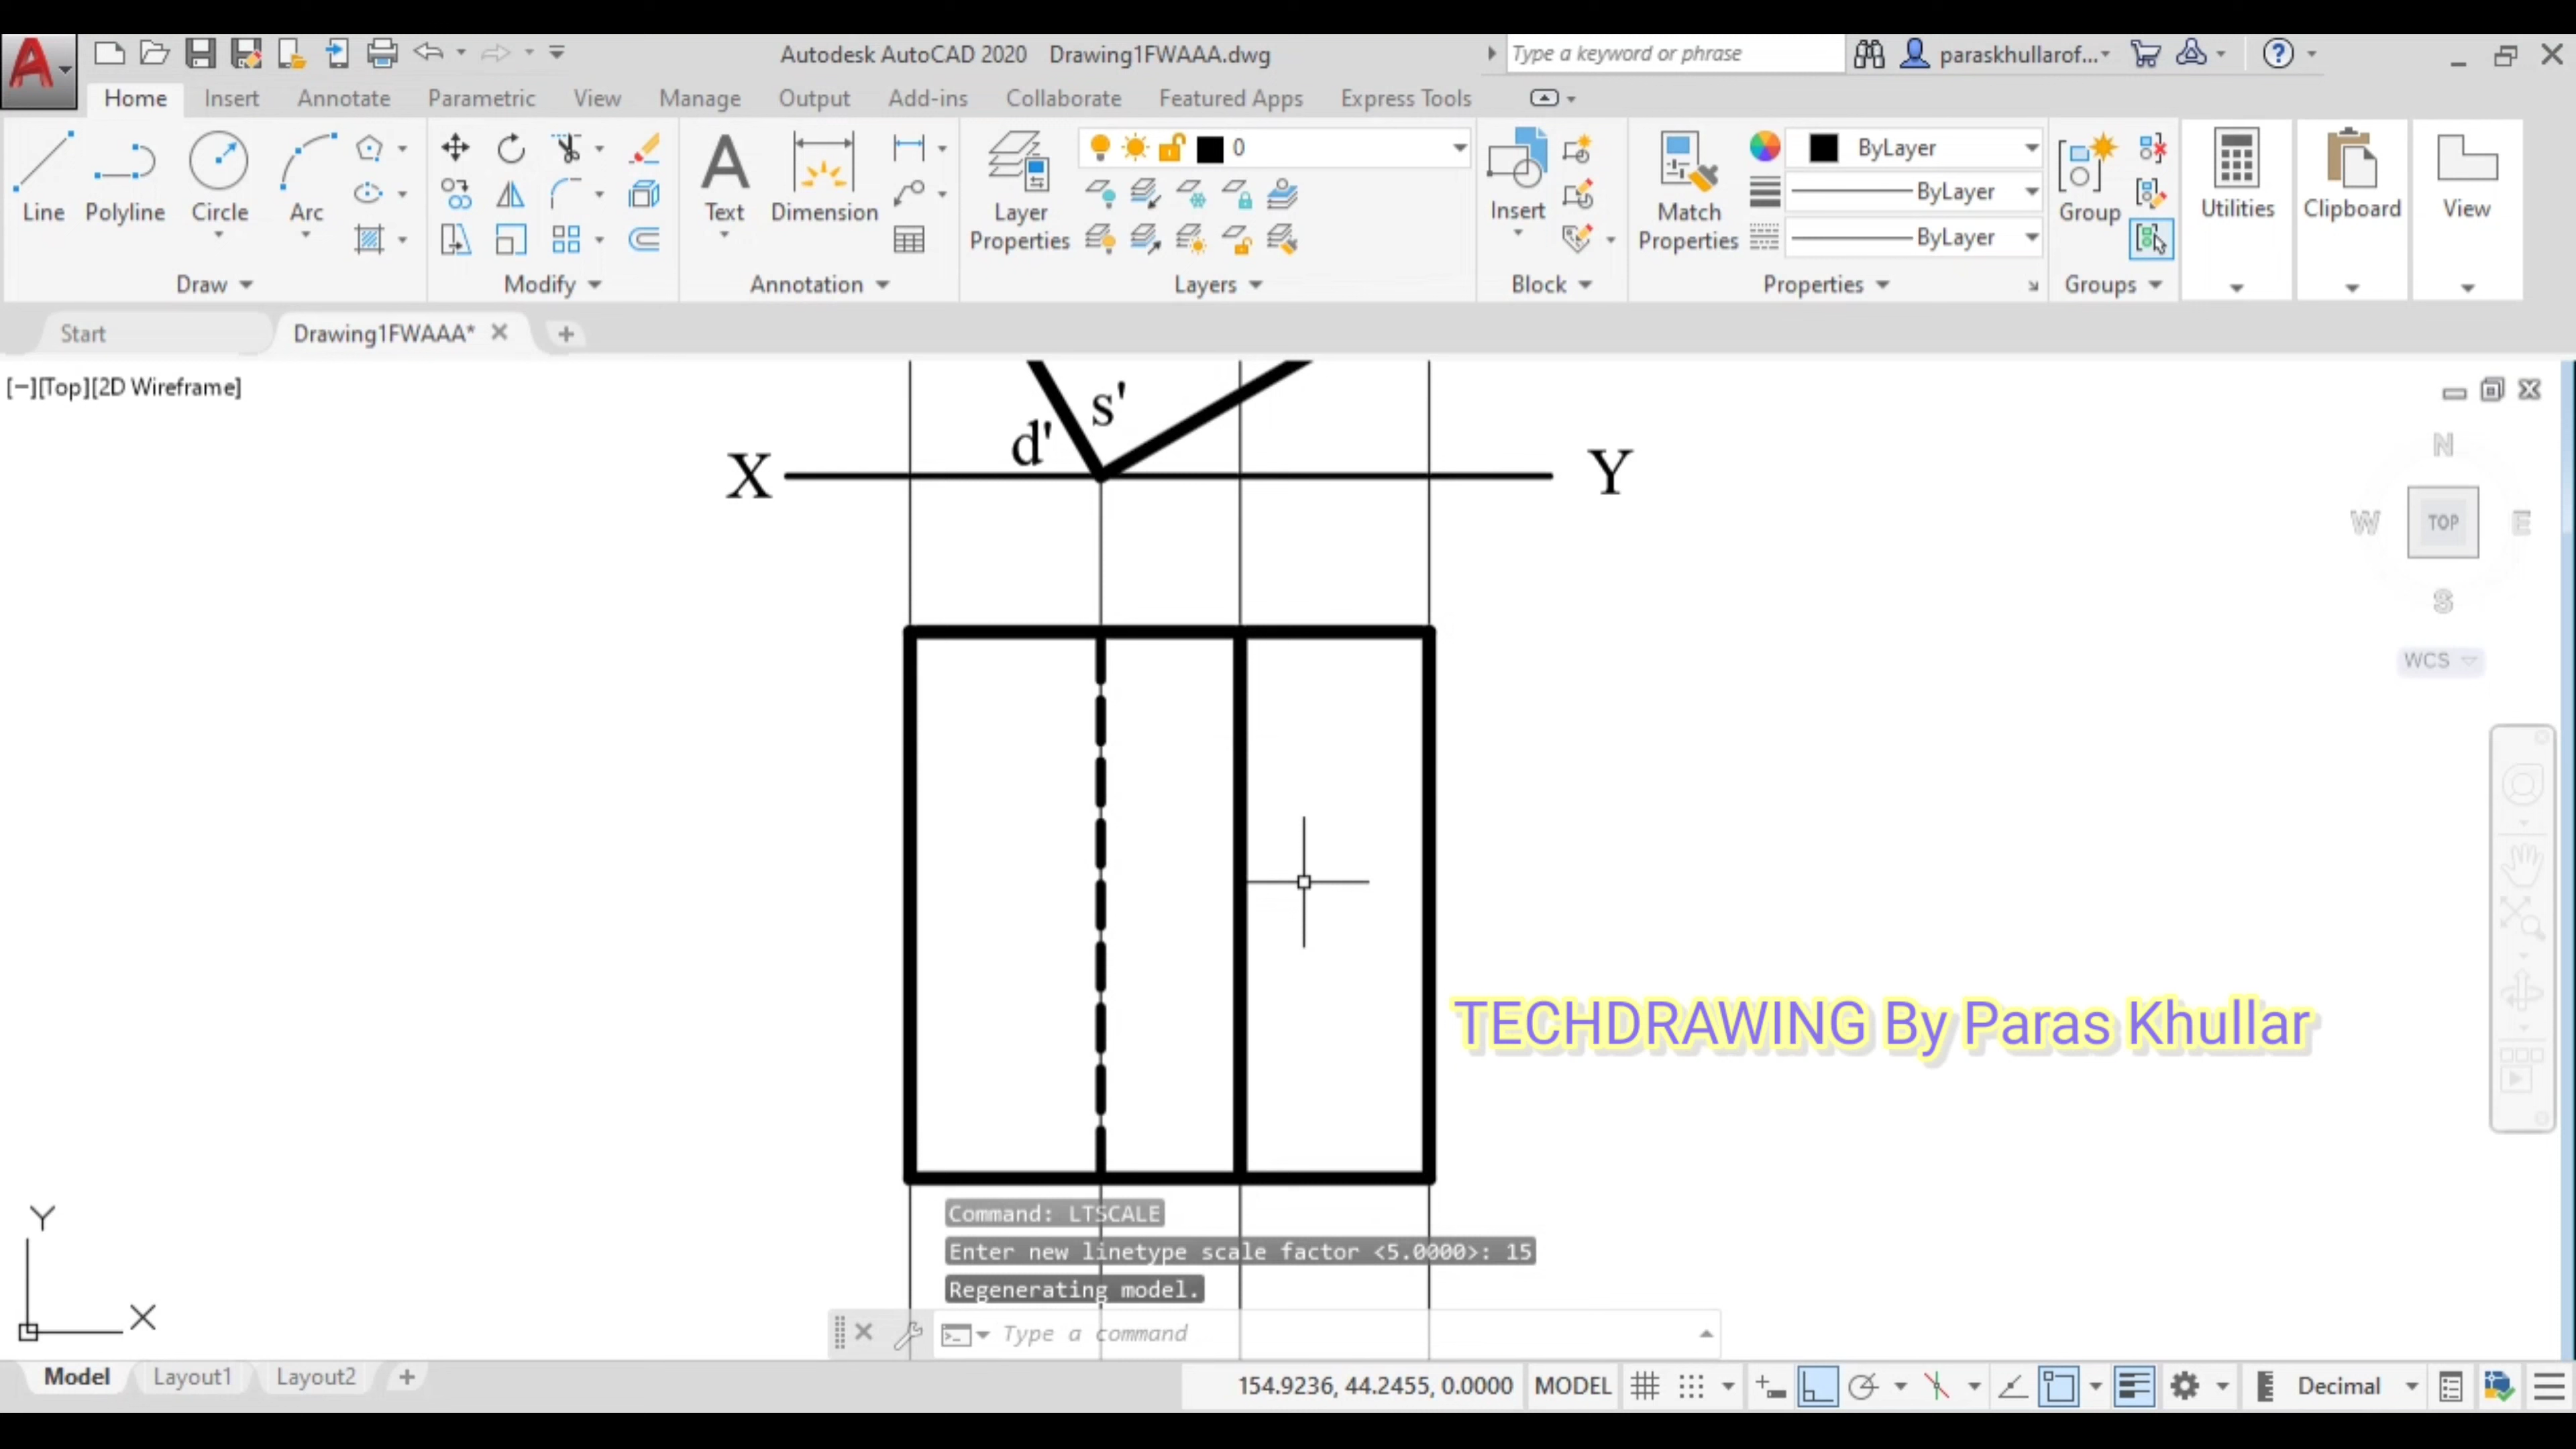 Autodesk AutoCAD 2020 Drawing1FWAAA.dwg
Type a keyword or phrase
paraskhullarof...
Home Insert Annotate Parametric View Manage Output Add-ins Collaborate Featured Apps Express Tools
0
ByLayer
ByLayer
ByLayer
Line Polyline Circle Arc
Text Dimension
Layer Properties
Insert
Match Properties
Group
Utilities Clipboard View
Draw Modify Annotation Layers Block Properties Groups
Start Drawing1FWAAA*
[−][Top][2D Wireframe]
s'
d'
X Y
N
W TOP E
S
WCS
TECHDRAWING By Paras Khullar
Command: LTSCALE
Enter new linetype scale factor <5.0000>: 15
Regenerating model.
Type a command
Y
X
Model Layout1 Layout2
154.9236, 44.2455, 0.0000 MODEL Decimal